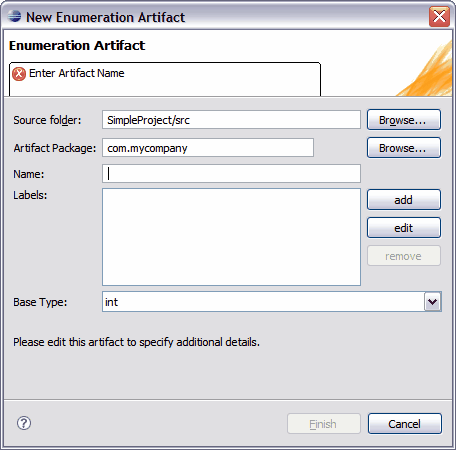 New Enumeration Artifact
Enumeration Artifact
Enter Artifact Name
Source folder: SimpleProject/src Browse...
Artifact Package: com.mycompany Browse...
Name:
Labels: add
edit
remove
Base Type: int
Please edit this artifact to specify additional details.
? Finish Cancel